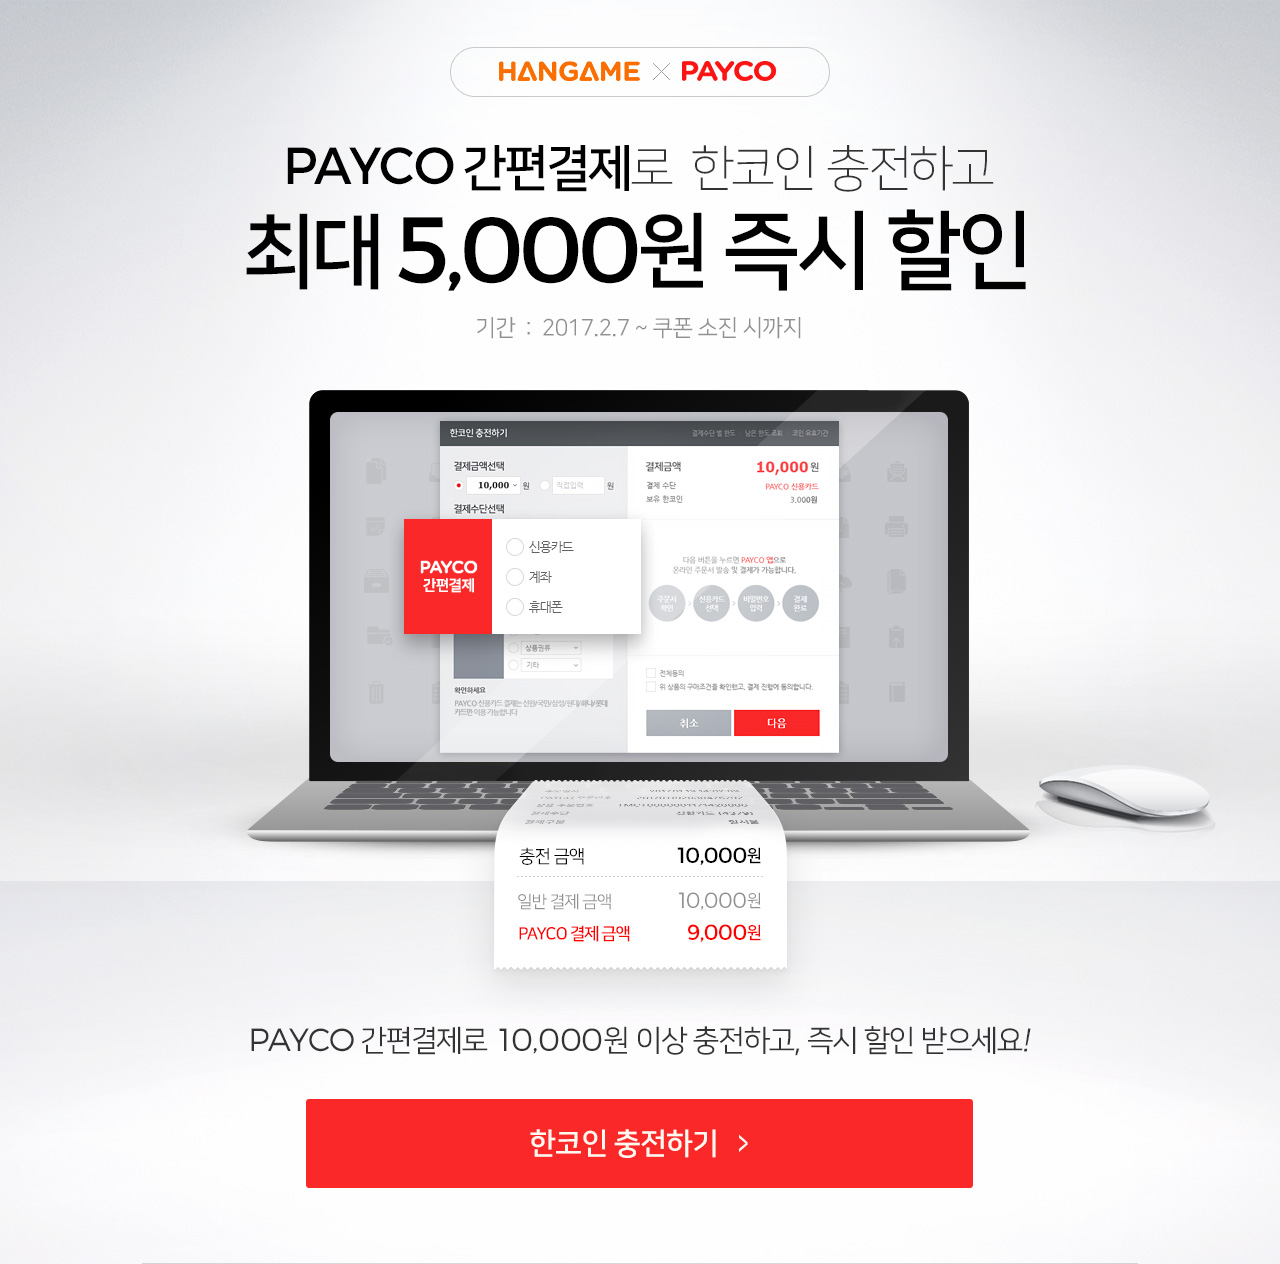 HANGAME × PAYCO
PAYCO 간편결제로 한코인 충전하고
최대 5,000원 즉시 할인
기간 : 2017.2.7 ~ 쿠폰 소진 시까지
한코인 충전하기
결제수단 별 한도 남은 한도 조회 코인 유효기간
결제금액선택
10,000 원 직접입력 원
결제수단선택
PAYCO
간편결제
신용카드
계좌
휴대폰
상품권류
기타
확인하세요
PAYCO 신용카드 결제는 신한/국민/삼성/현대/하나/롯데
카드만 이용 가능합니다
결제금액 10,000 원
결제 수단 PAYCO 신용카드
보유 한코인 3,000원
다음 버튼을 누르면 PAYCO 앱으로
온라인 주문서 발송 및 결제가 가능합니다.
주문서
확인
신용카드
선택
비밀번호
입력
결제
완료
전체동의
위 상품의 구매조건을 확인했고, 결제 진행에 동의합니다.
취소 다음
충전 금액 10,000원
일반 결제 금액 10,000원
PAYCO 결제 금액 9,000원
PAYCO 간편결제로 10,000원 이상 충전하고, 즉시 할인 받으세요!
한코인 충전하기 >